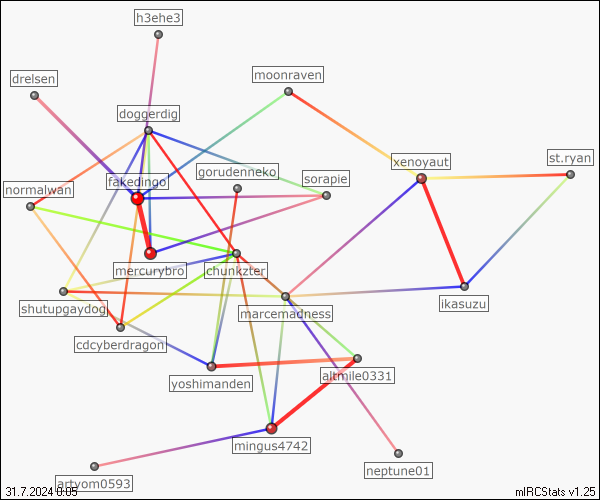 h3ehe3
drelsen
moonraven
doggerdig
xenoyaut
st.ryan
gorudenneko
fakedingo
sorapie
normalwan
mercurybro
chunkzter
ikasuzu
shutupgaydog
marcemadness
cdcyberdragon
altmile0331
yoshimanden
mingus4742
neptune01
artyom0593
31.7.2024 0:05
mIRCStats v1.25